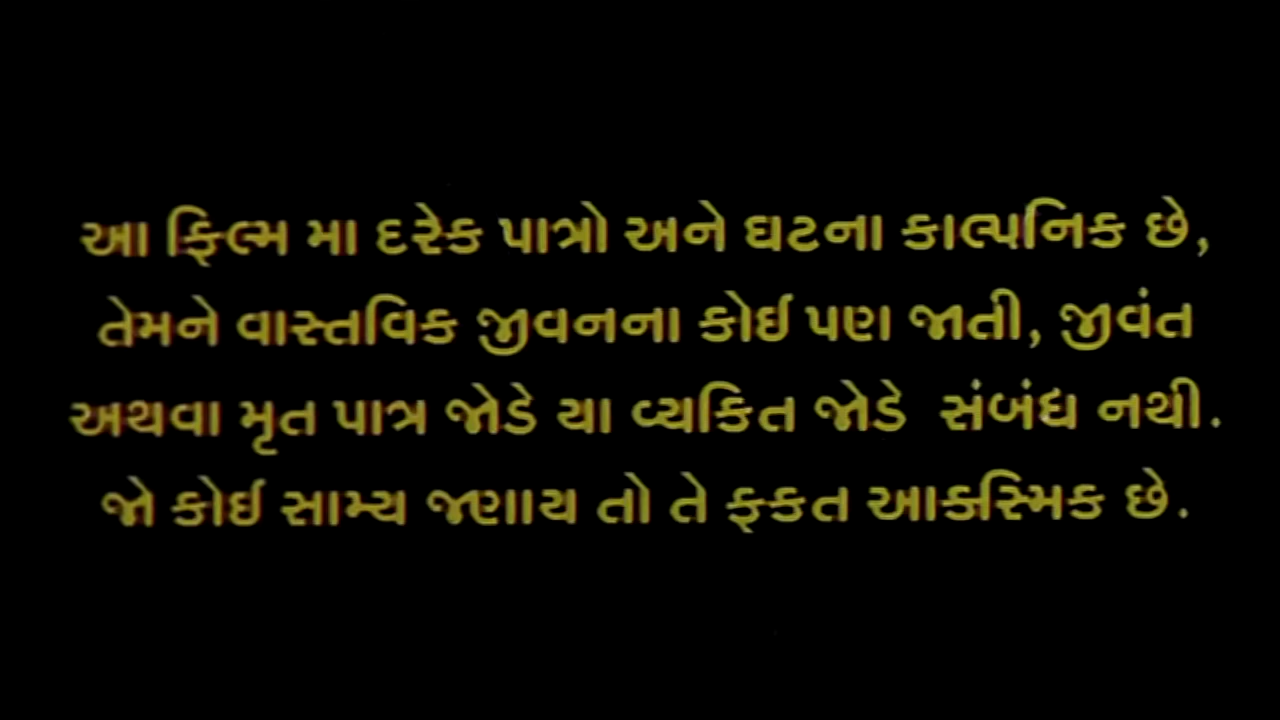 આ ફિલ્મ મા દરેક પાત્રો અને ઘટના કાલ્પનિક છે,
તેમને વાસ્તવિક જીવનના કોઈ પણ જાતી, જીવંત
અથવા મૃત પાત્ર જોડે યા વ્યકિત જોડે સંબંધ નથી.
જો કોઈ સામ્ય જણાય તો તે ફકત આકસ્મિક છે.